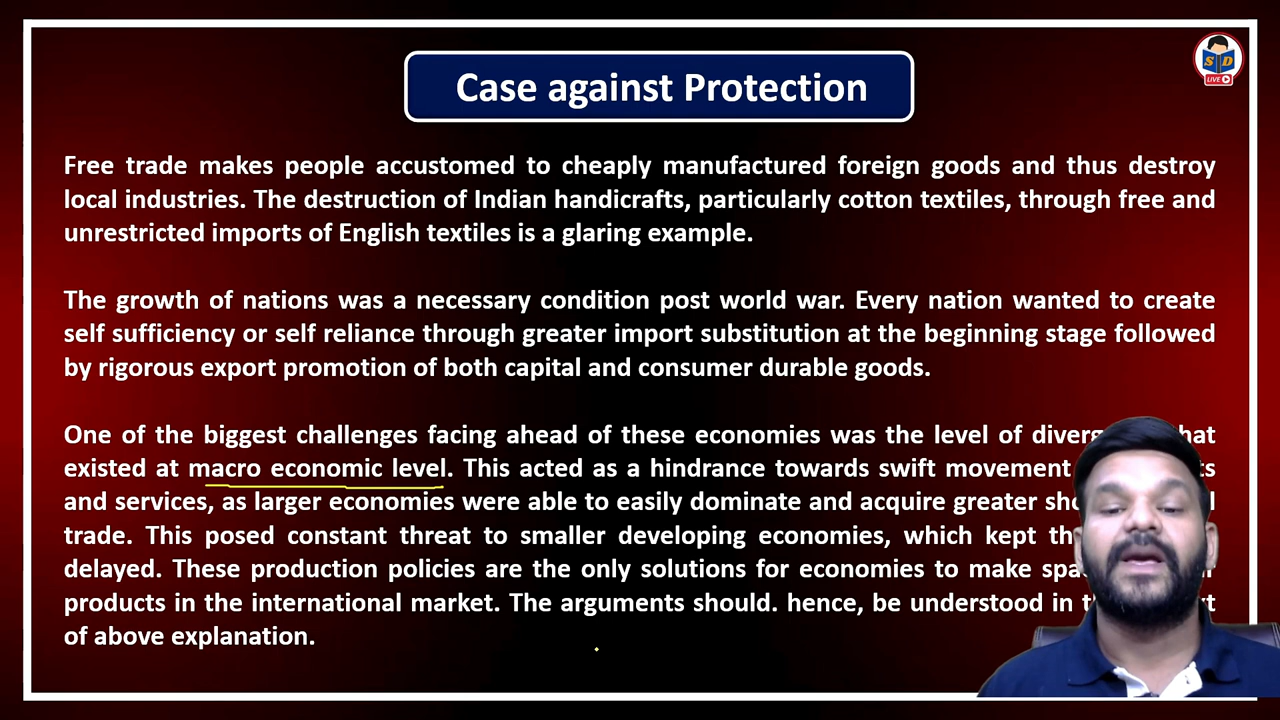 Case against Protection
S D
LIVE
Free trade makes people accustomed to cheaply manufactured foreign goods and thus destroy
local industries. The destruction of Indian handicrafts, particularly cotton textiles, through free and
unrestricted imports of English textiles is a glaring example.
The growth of nations was a necessary condition post world war. Every nation wanted to create
self sufficiency or self reliance through greater import substitution at the beginning stage followed
by rigorous export promotion of both capital and consumer durable goods.
One of the biggest challenges facing ahead of these economies was the level of
existed at macro economic level. This acted as a hindrance towards swift movement
and services, as larger economies were able to easily dominate and acquire greater
trade. This posed constant threat to smaller developing economies, which kept
delayed. These production policies are the only solutions for economies to make
products in the international market. The arguments should. hence, be understood in
of above explanation.